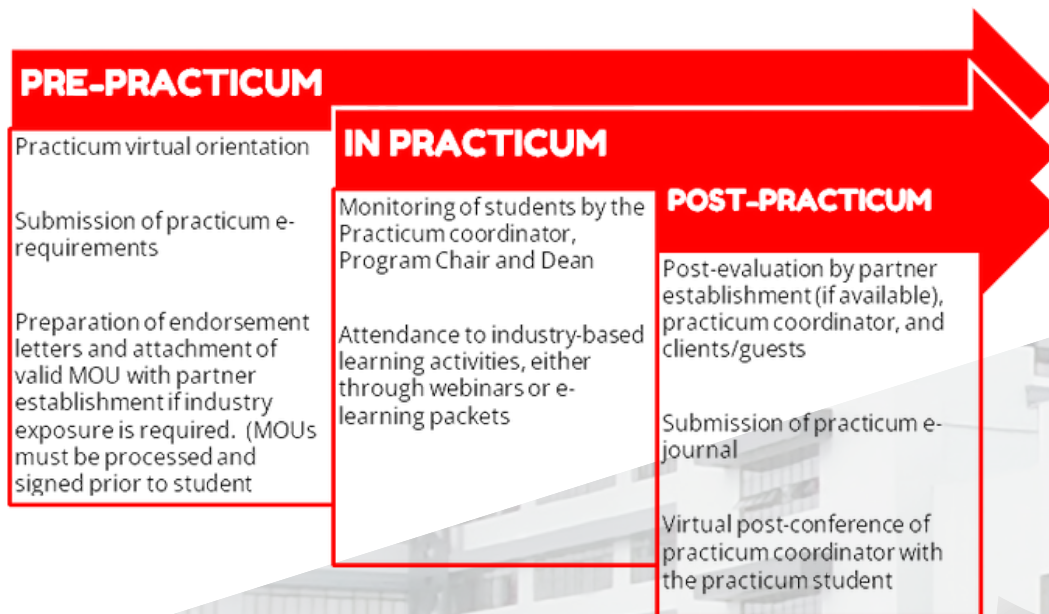 PRE-PRACTICUM
Practicum virtual orientation
Submission of practicum e-
requirements
Preparation of endorsement
letters and attachment of
valid MOU with partner
establishment if industry
exposure is required. (MOUs
must be processed and
signed prior to student
IN PRACTICUM
Monitoring of students by the
Practicum coordinator,
Program Chair and Dean
Attendance to industry-based
learning activities, either
through webinars or e-
learning packets
POST-PRACTICUM
Post-evaluation by partner
establishment (if available),
practicum coordinator, and
clients/guests
Submission of practicum e-
journal
Virtual post-conference of
practicum coordinator with
the practicum student